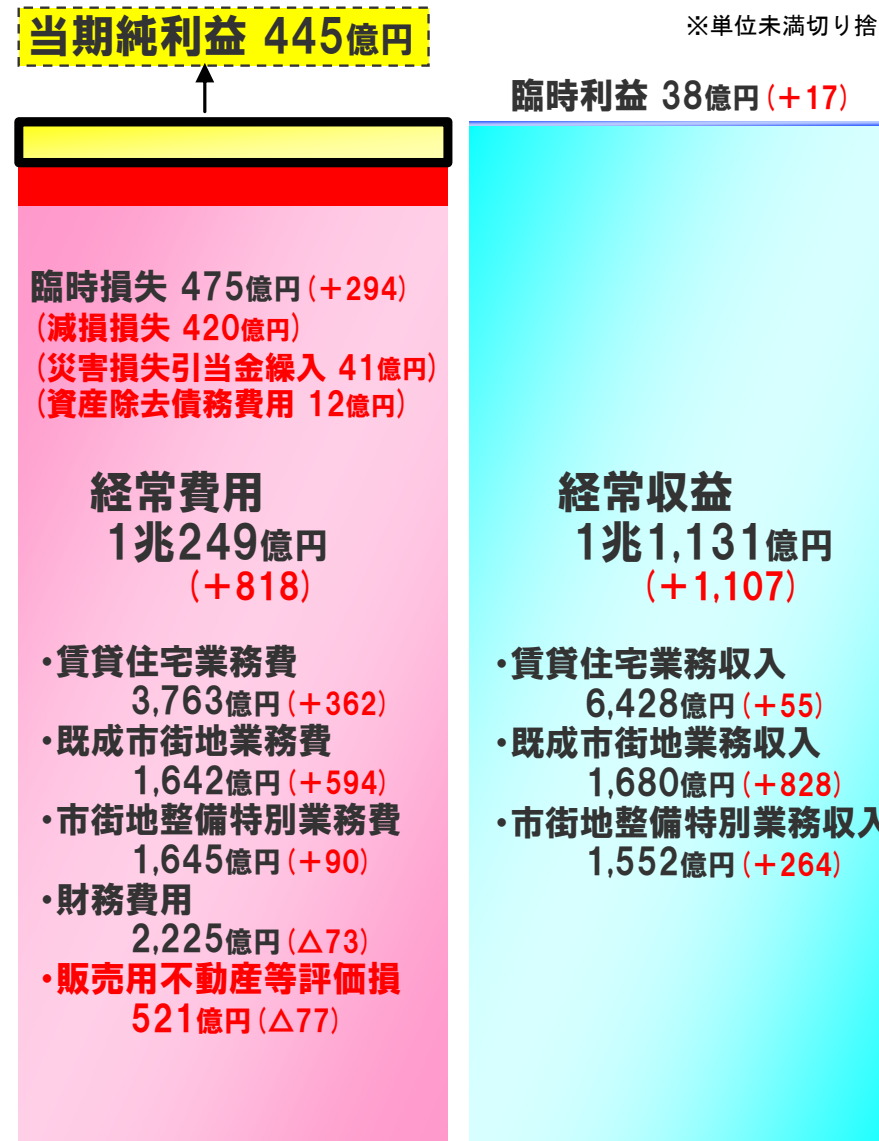 当期純利益 445億円
※単位未満切り捨
臨時利益 38億円(＋17)
臨時損失 475億円(＋294)
(減損損失 420億円)
(災害損失引当金繰入 41億円)
(資産除去債務費用 12億円)
経常費用
1兆249億円
(＋818)
・賃貸住宅業務費
3,763億円(＋362)
・既成市街地業務費
1,642億円(＋594)
・市街地整備特別業務費
1,645億円(＋90)
・財務費用
2,225億円(△73)
・販売用不動産等評価損
521億円(△77)
経常収益
1兆1,131億円
(＋1,107)
・賃貸住宅業務収入
6,428億円(＋55)
・既成市街地業務収入
1,680億円(＋828)
・市街地整備特別業務収入
1,552億円(＋264)